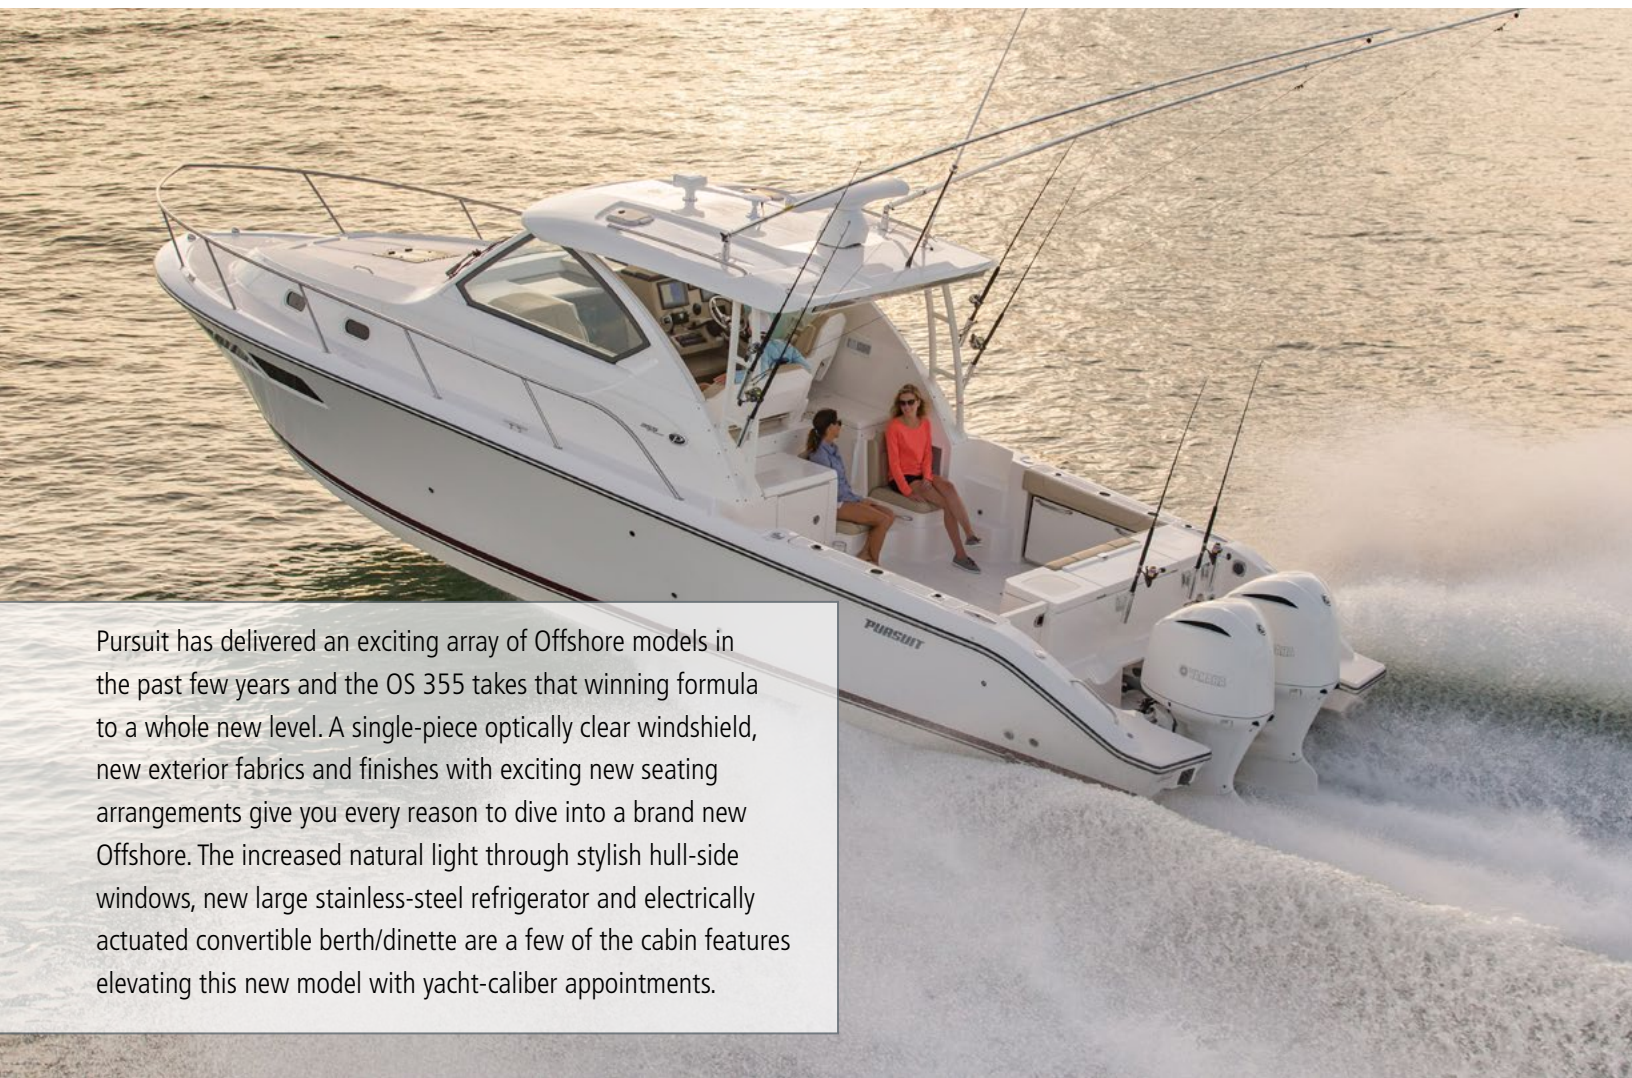 Pursuit has delivered an exciting array of Offshore models in
the past few years and the OS 355 takes that winning formula
to a whole new level. A single-piece optically clear windshield,
new exterior fabrics and finishes with exciting new seating
arrangements give you every reason to dive into a brand new
Offshore. The increased natural light through stylish hull-side
windows, new large stainless-steel refrigerator and electrically
actuated convertible berth/dinette are a few of the cabin features
elevating this new model with yacht-caliber appointments.
PURSUIT
YAMAHA